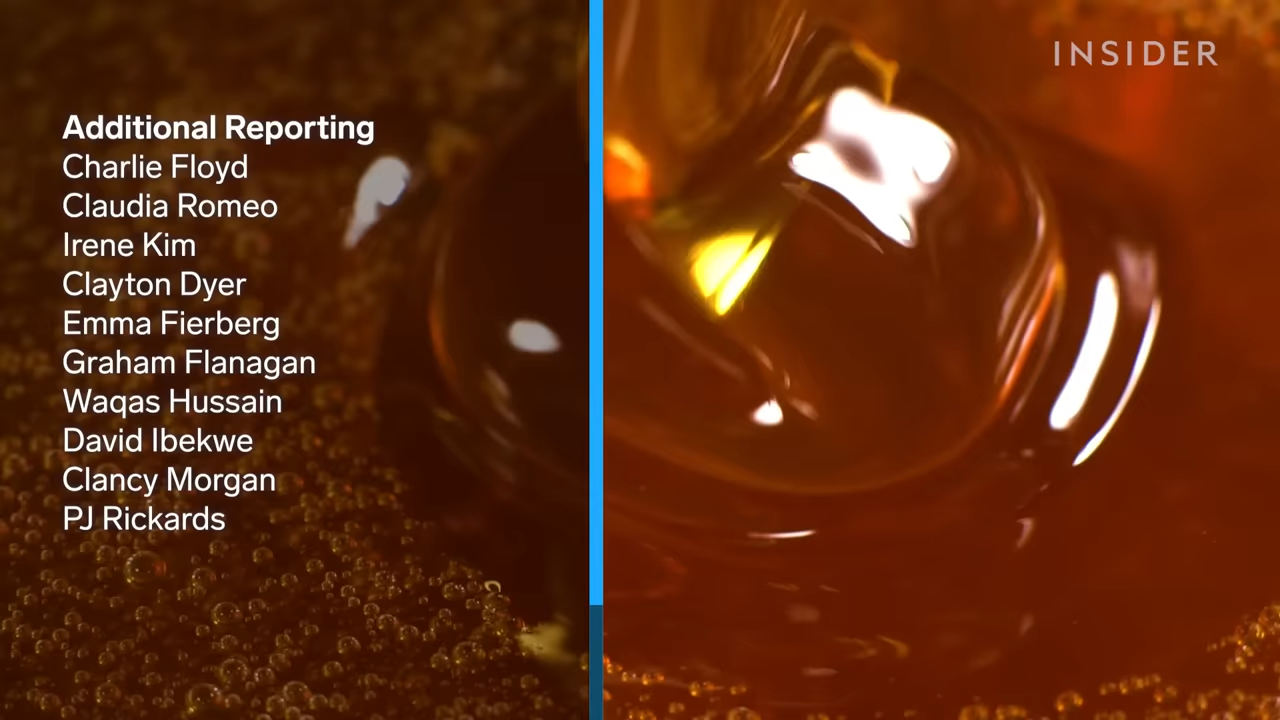 INSIDER
Additional Reporting
Charlie Floyd
Claudia Romeo
Irene Kim
Clayton Dyer
Emma Fierberg
Graham Flanagan
Waqas Hussain
David Ibekwe
Clancy Morgan
PJ Rickards